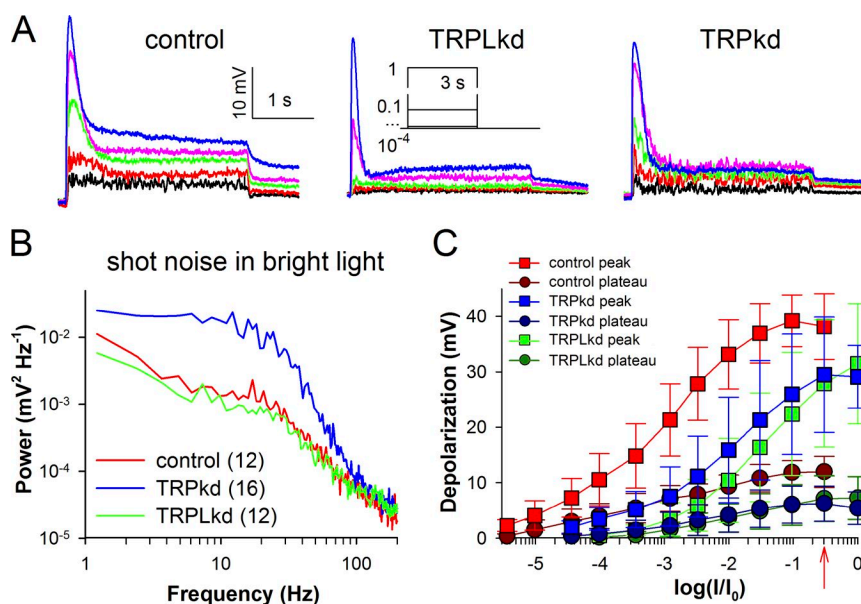 A
control
TRPLkd
TRPkd
10 mV
1 s
1
3 s
0.1
...
10⁻⁴
B
shot noise in bright light
Power (mV² Hz⁻¹)
10⁻²
10⁻³
10⁻⁴
10⁻⁵
control (12)
TRPkd (16)
TRPLkd (12)
1
10
100
Frequency (Hz)
C
control peak
control plateau
TRPkd peak
TRPkd plateau
TRPLkd peak
TRPLkd plateau
Depolarization (mV)
40
30
20
10
0
-5
-4
-3
-2
-1
0
log(I/I₀)